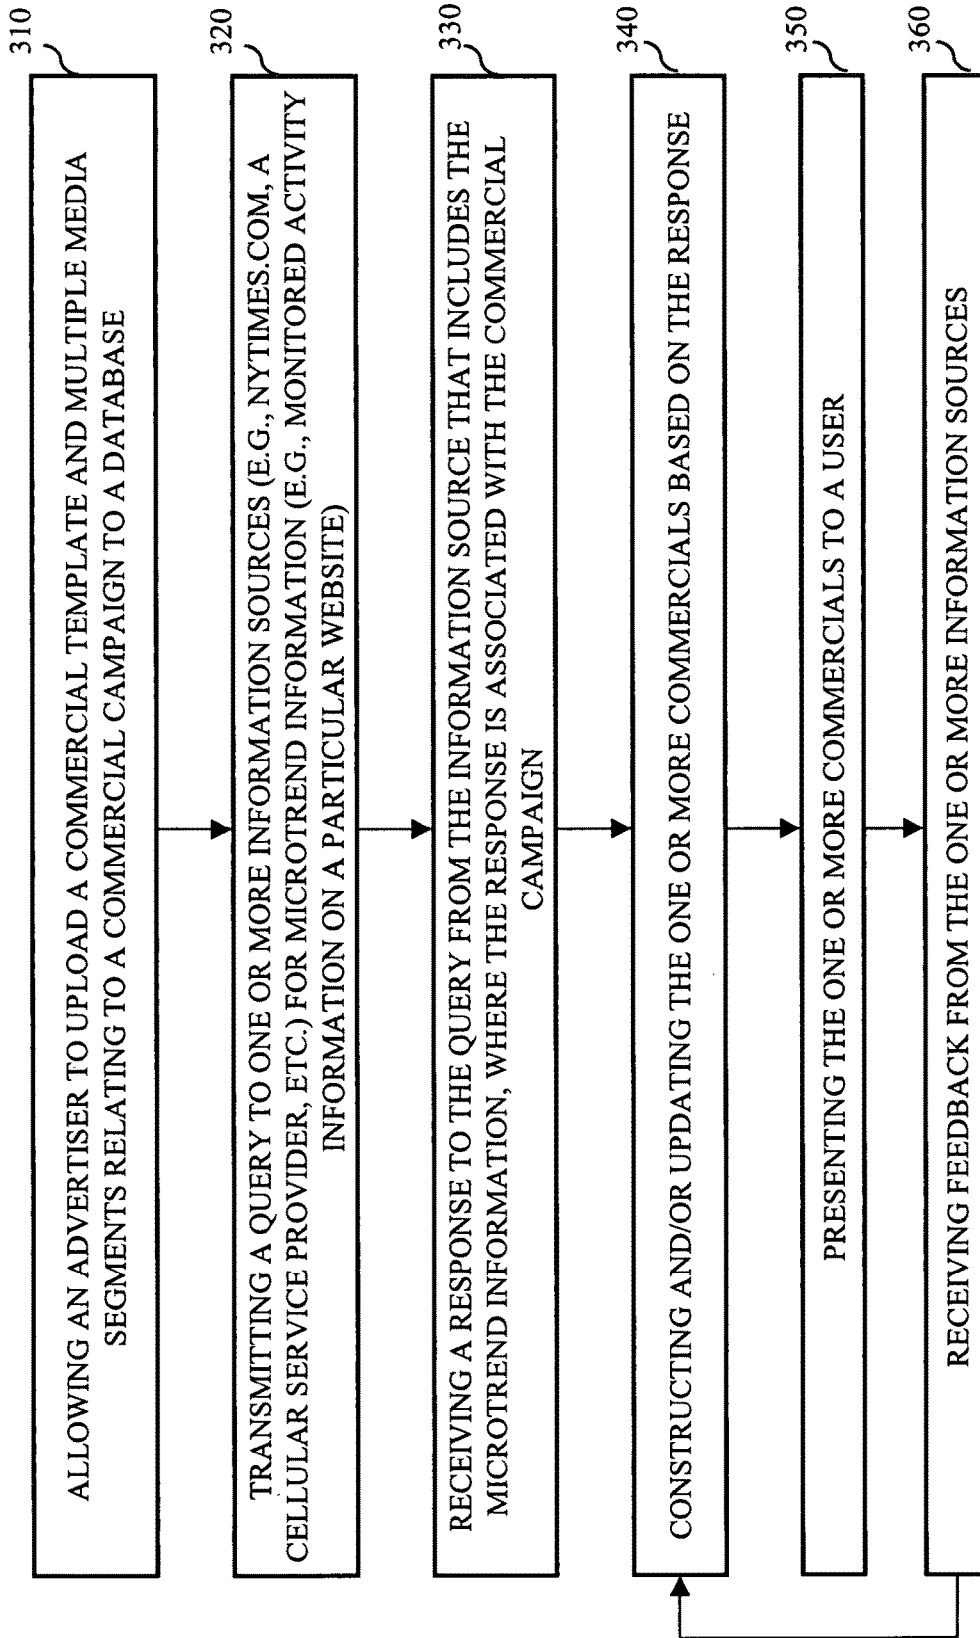 310
ALLOWING AN ADVERTISER TO UPLOAD A COMMERCIAL TEMPLATE AND MULTIPLE MEDIA
SEGMENTS RELATING TO A COMMERCIAL CAMPAIGN TO A DATABASE
320
TRANSMITTING A QUERY TO ONE OR MORE INFORMATION SOURCES (E.G., NYTIMES.COM, A
CELLULAR SERVICE PROVIDER, ETC.) FOR MICROTREND INFORMATION (E.G., MONITORED ACTIVITY
INFORMATION ON A PARTICULAR WEBSITE)
330
RECEIVING A RESPONSE TO THE QUERY FROM THE INFORMATION SOURCE THAT INCLUDES THE
MICROTREND INFORMATION, WHERE THE RESPONSE IS ASSOCIATED WITH THE COMMERCIAL
CAMPAIGN
340
CONSTRUCTING AND/OR UPDATING THE ONE OR MORE COMMERCIALS BASED ON THE RESPONSE
350
PRESENTING THE ONE OR MORE COMMERCIALS TO A USER
360
RECEIVING FEEDBACK FROM THE ONE OR MORE INFORMATION SOURCES